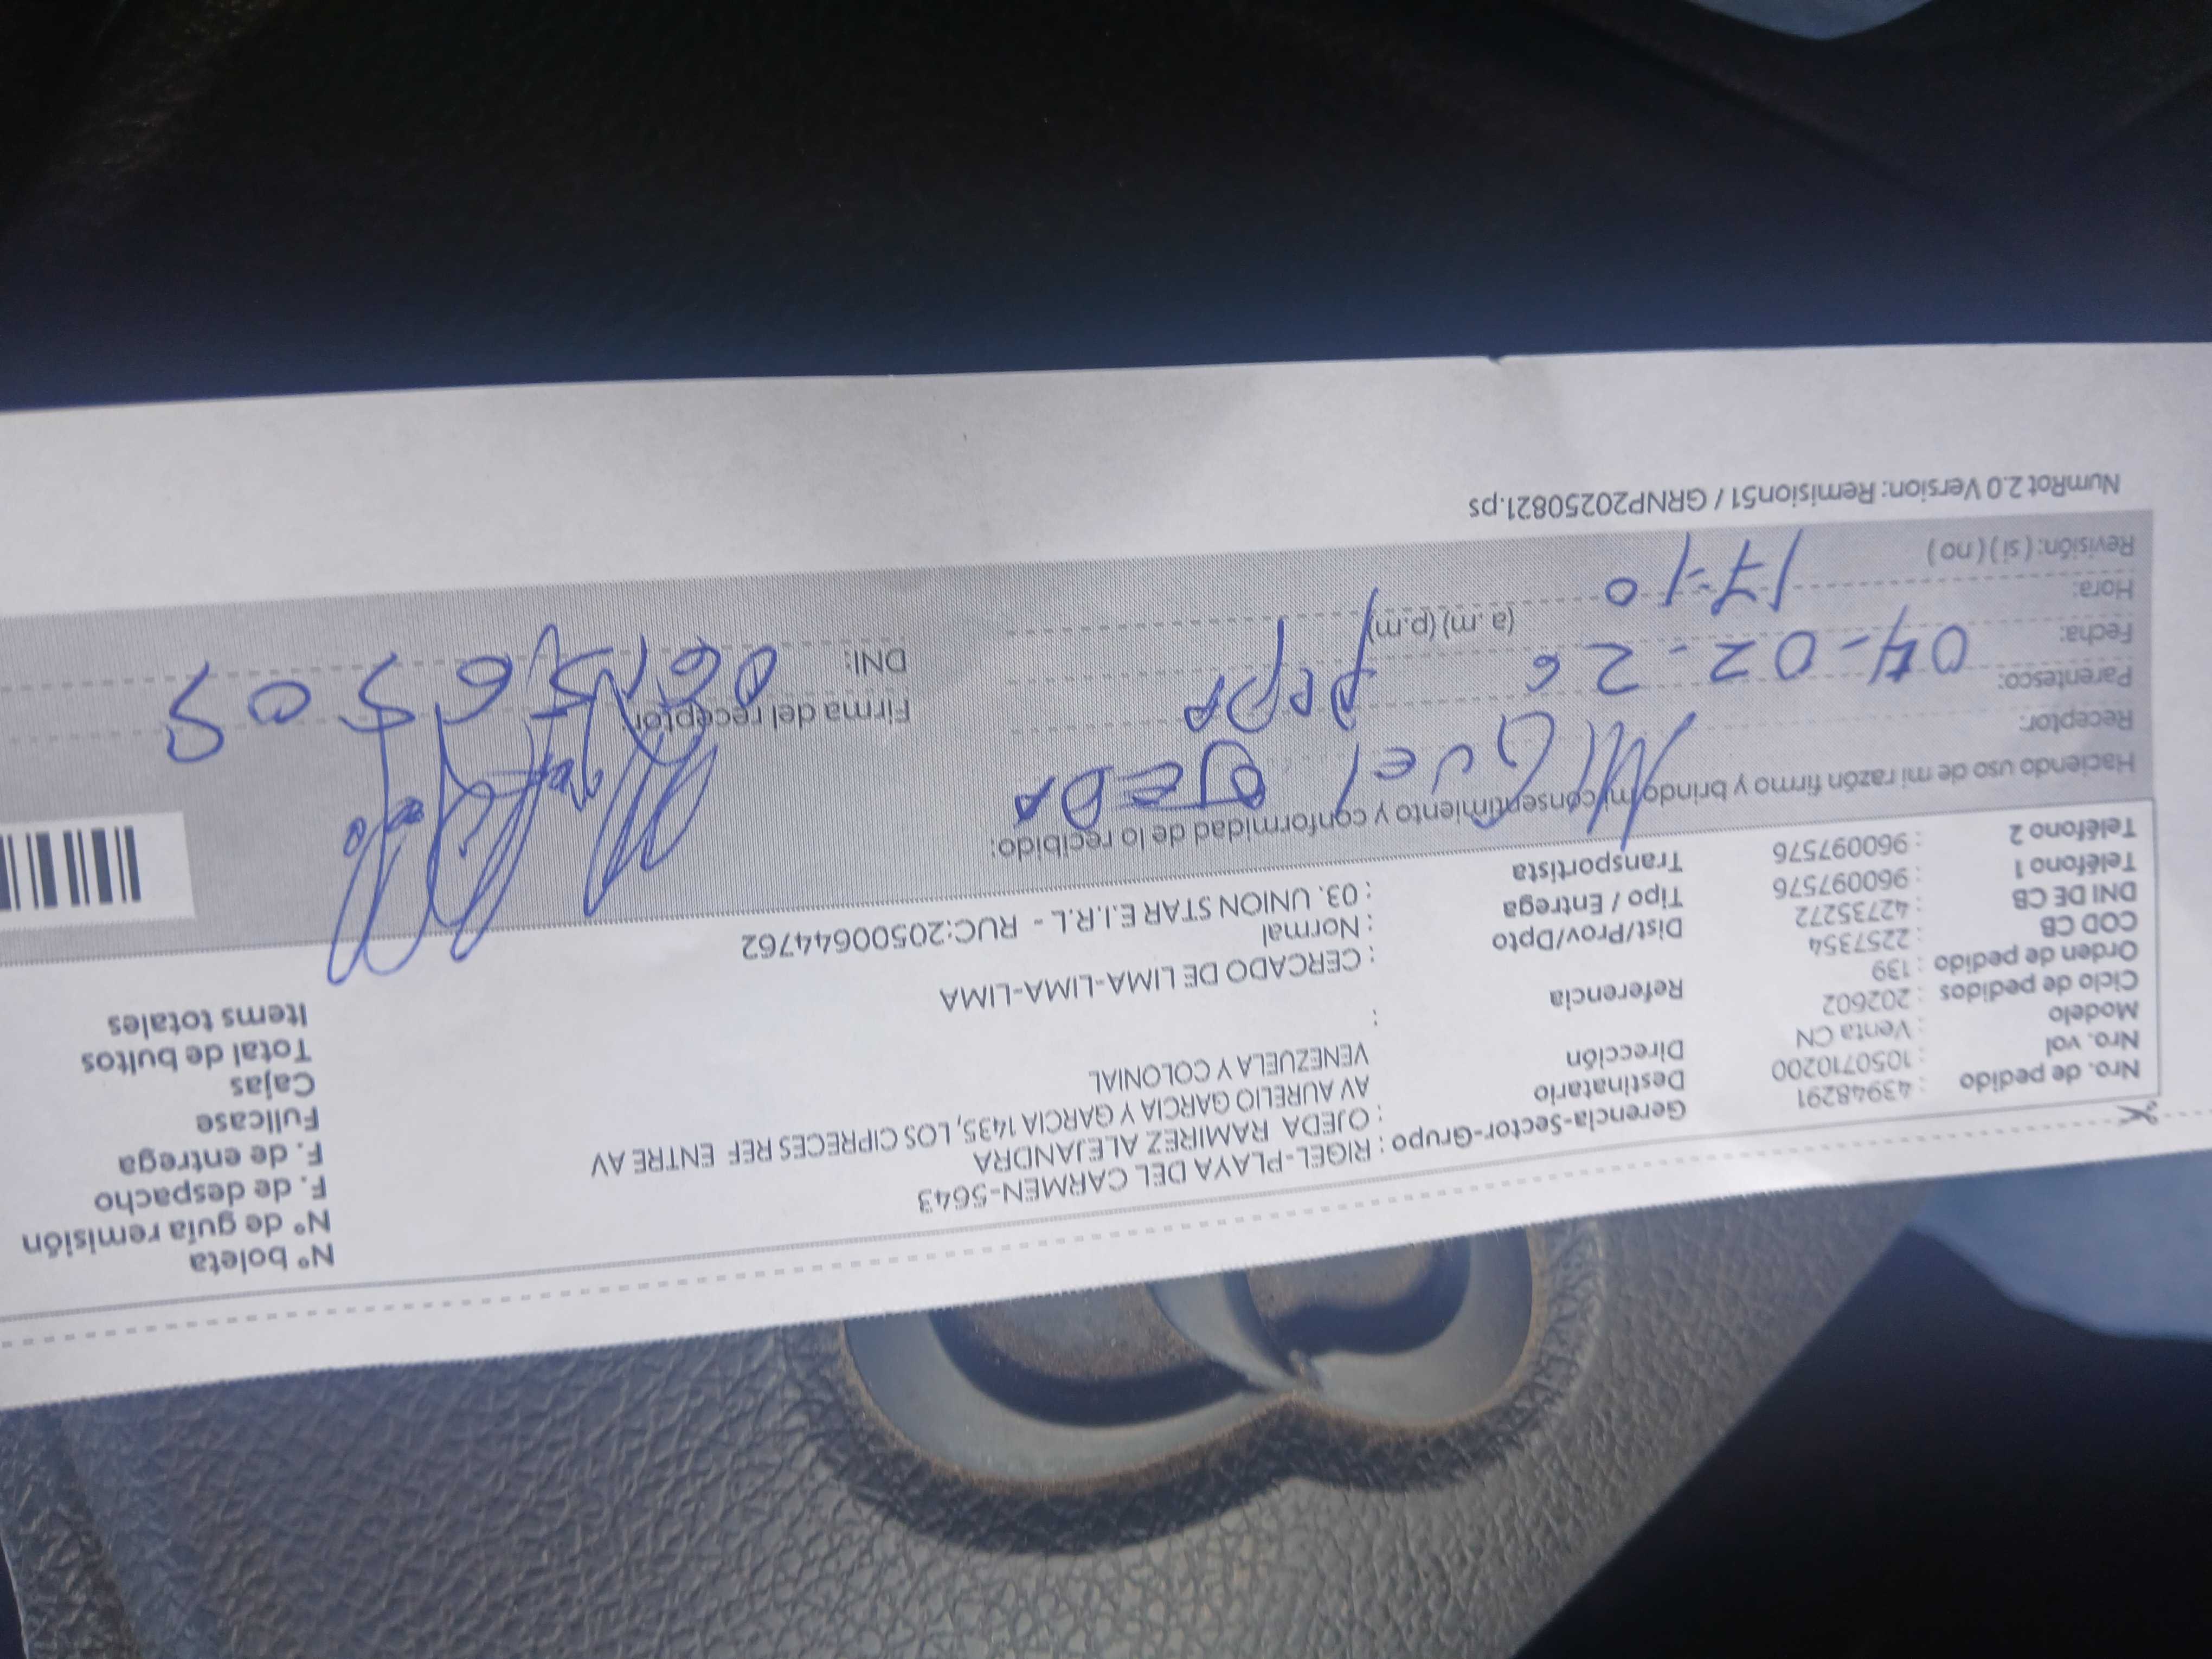 Nro. de pedido : 43948291
Nro. vol : 1050710200
Modelo : Venta CN
Ciclo de pedidos : 202602
Orden de pedido : 139
COD CB : 2257354
DNI DE CB : 42735272
Teléfono 1 : 960097576
Teléfono 2 : 960097576
Gerencia-Sector-Grupo : RIGEL-PLAYA DEL CARMEN-5643
Destinatario : OJEDA RAMIREZ ALEJANDRA
Dirección AV AURELIO GARCIA Y GARCIA 1435, LOS CIPRECES REF ENTRE AV
VENEZUELA Y COLONIAL
Referencia :
Dist/Prov/Dpto : CERCADO DE LIMA-LIMA-LIMA
Tipo / Entrega : Normal
Transportista : 03. UNION STAR E.I.R.L - RUC:20500644762
N° boleta
N° de guía remisión
F. de despacho
F. de entrega
Fullcase
Cajas
Total de bultos
Items totales
Haciendo uso de mi razón firmo y brindo mi consentimiento y conformidad de lo recibido:
Receptor: MIGUEL OJEDA
Parentesco: PAPA
Fecha: 04-02-26
Hora: 17-10 (a.m) (p.m)
Revisión: ( si ) ( no )
Firma del receptor:
DNI:
NumRot 2.0 Version: Remision51 / GRNP20250821.ps